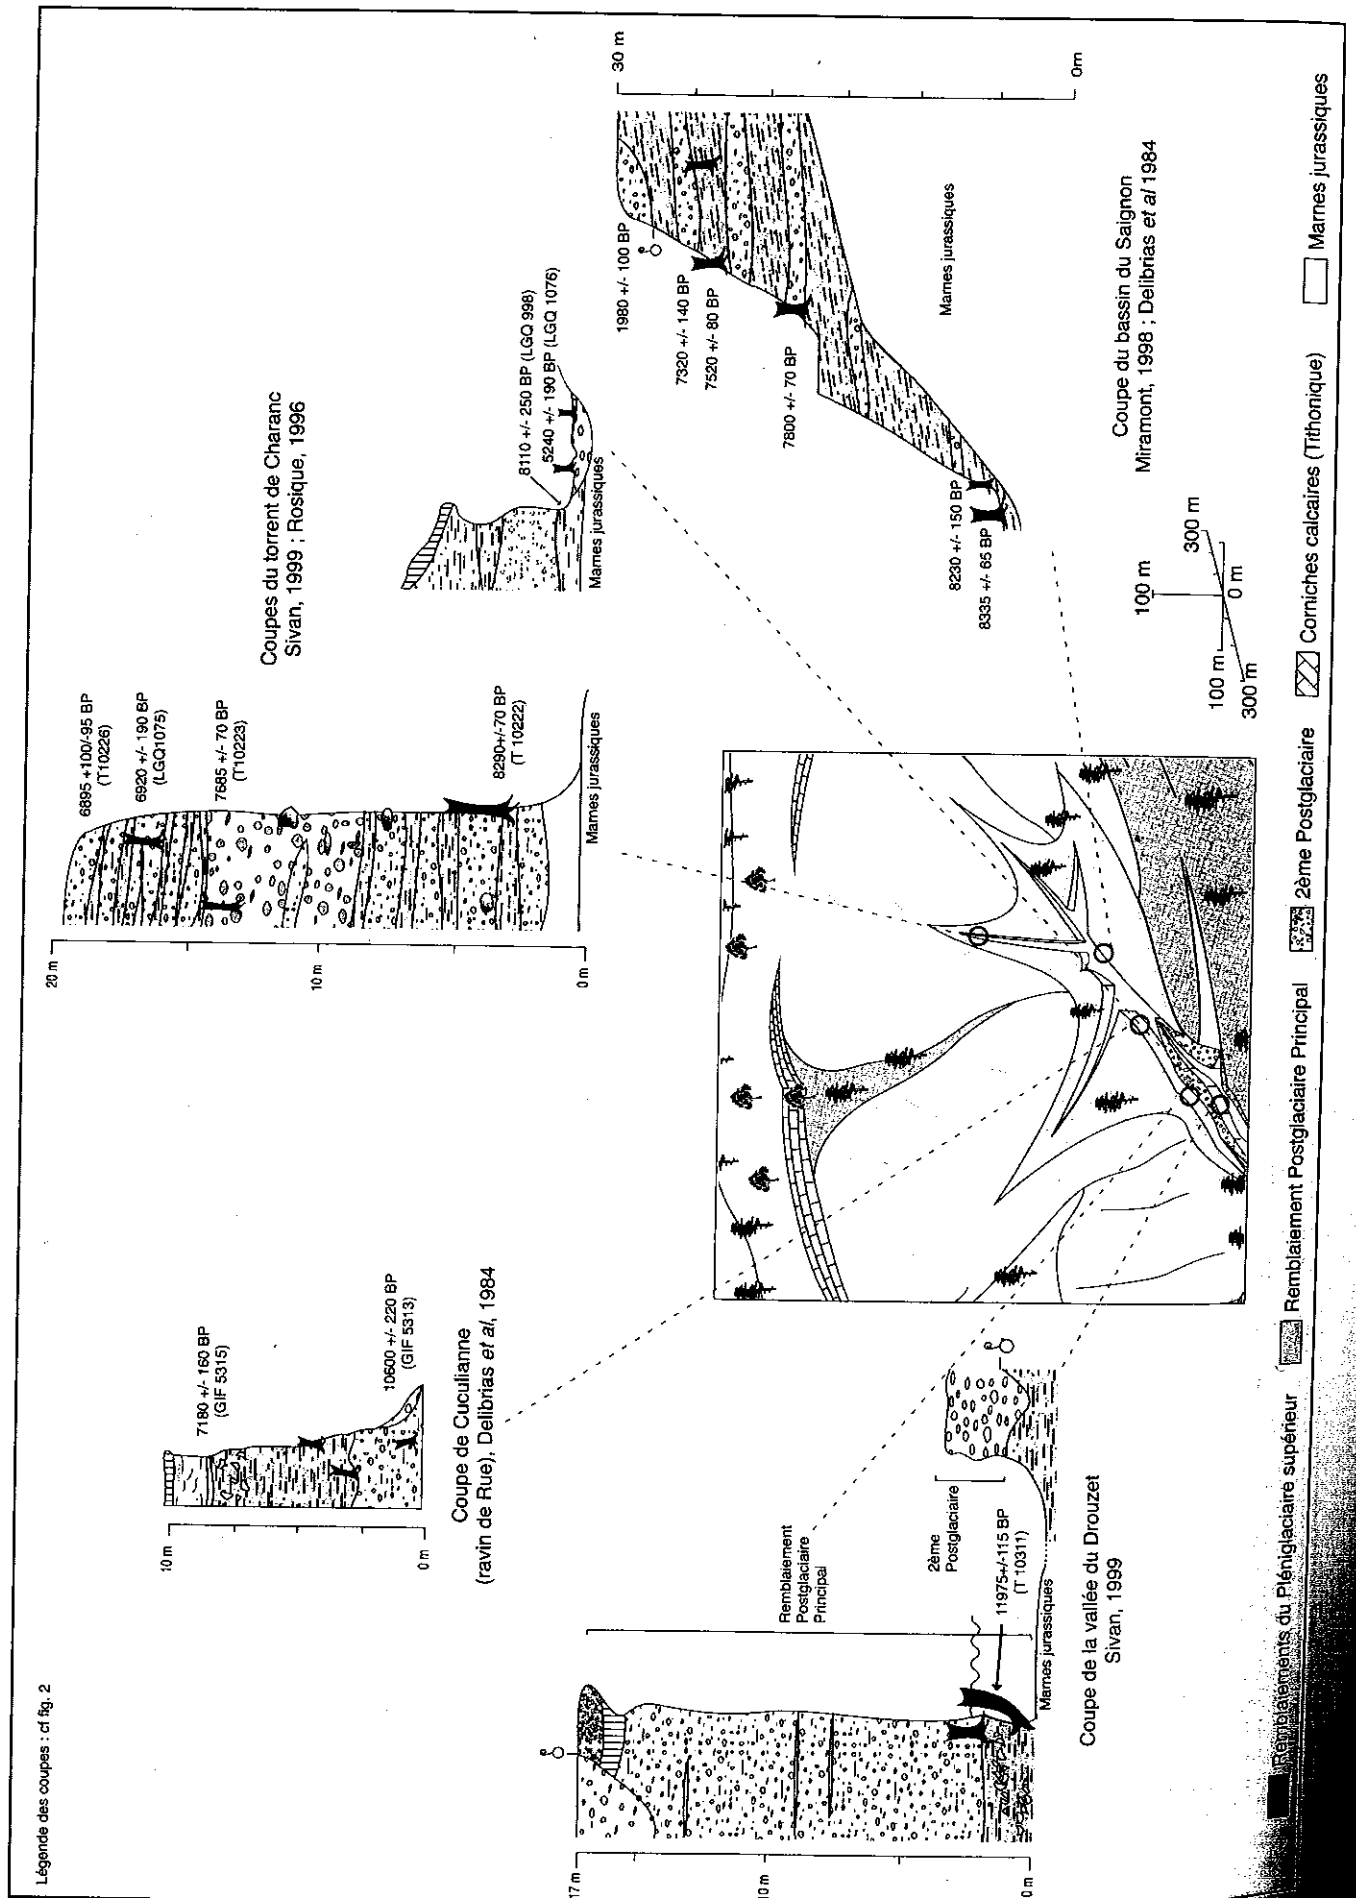 Légende des coupes : cf fig. 2
17 m
10 m
0 m
Remblaiement
Postglaciaire
Principal
2ème
Postglaciaire
11975+/-115 BP
(T 10311)
Marnes jurassiques
Coupe de la vallée du Drouzet
Sivan, 1999
10 m
0 m
7180 +/- 160 BP
(GIF 5315)
10600 +/- 220 BP
(GIF 5313)
Coupe de Cuculianne
(ravin de Rue), Delibrias et al, 1984
20 m
10 m
0 m
6895 +100/-95 BP
(T10226)
6920 +/- 190 BP
(LGQ1075)
7685 +/- 70 BP
(T10223)
8290+/-70 BP
(T 10222)
Marnes jurassiques
Coupes du torrent de Charanc
Sivan, 1999 ; Rosique, 1996
8110 +/- 250 BP (LGQ 998)
5240 +/- 190 BP (LGQ 1076)
Marnes jurassiques
30 m
0m
1980 +/- 100 BP
7320 +/- 140 BP
7520 +/- 80 BP
7800 +/- 70 BP
8230 +/- 150 BP
8335 +/- 65 BP
Marnes jurassiques
Coupe du bassin du Saignon
Miramont, 1998 ; Delibrias et al 1984
100 m
300 m
100 m
0 m
300 m
Remblaiements du Pléniglaciaire supérieur
Remblaiement Postglaciaire Principal
2ème Postglaciaire
Corniches calcaires (Tithonique)
Marnes jurassiques